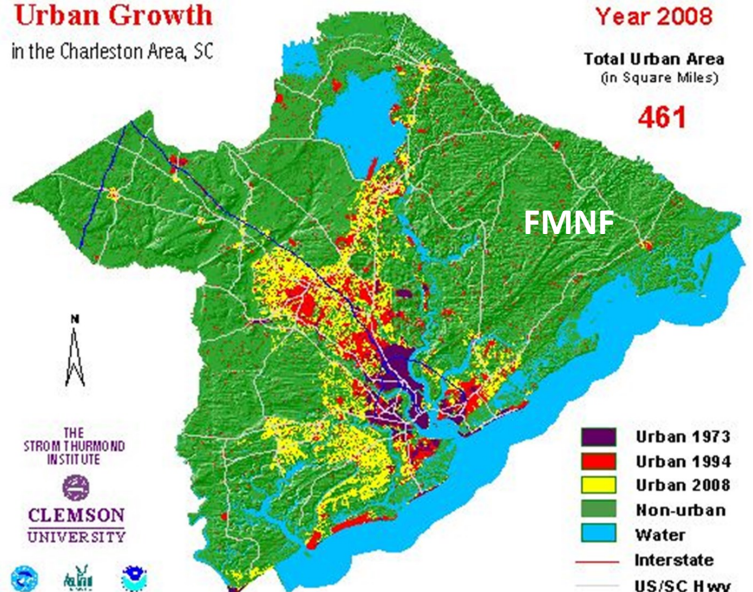 Urban Growth
in the Charleston Area, SC
Year 2008
Total Urban Area
(in Square Miles)
461
FMNF
N
THE
STROM THURMOND
INSTITUTE
CLEMSON
UNIVERSITY
Urban 1973
Urban 1994
Urban 2008
Non-urban
Water
Interstate
US/SC Hwy